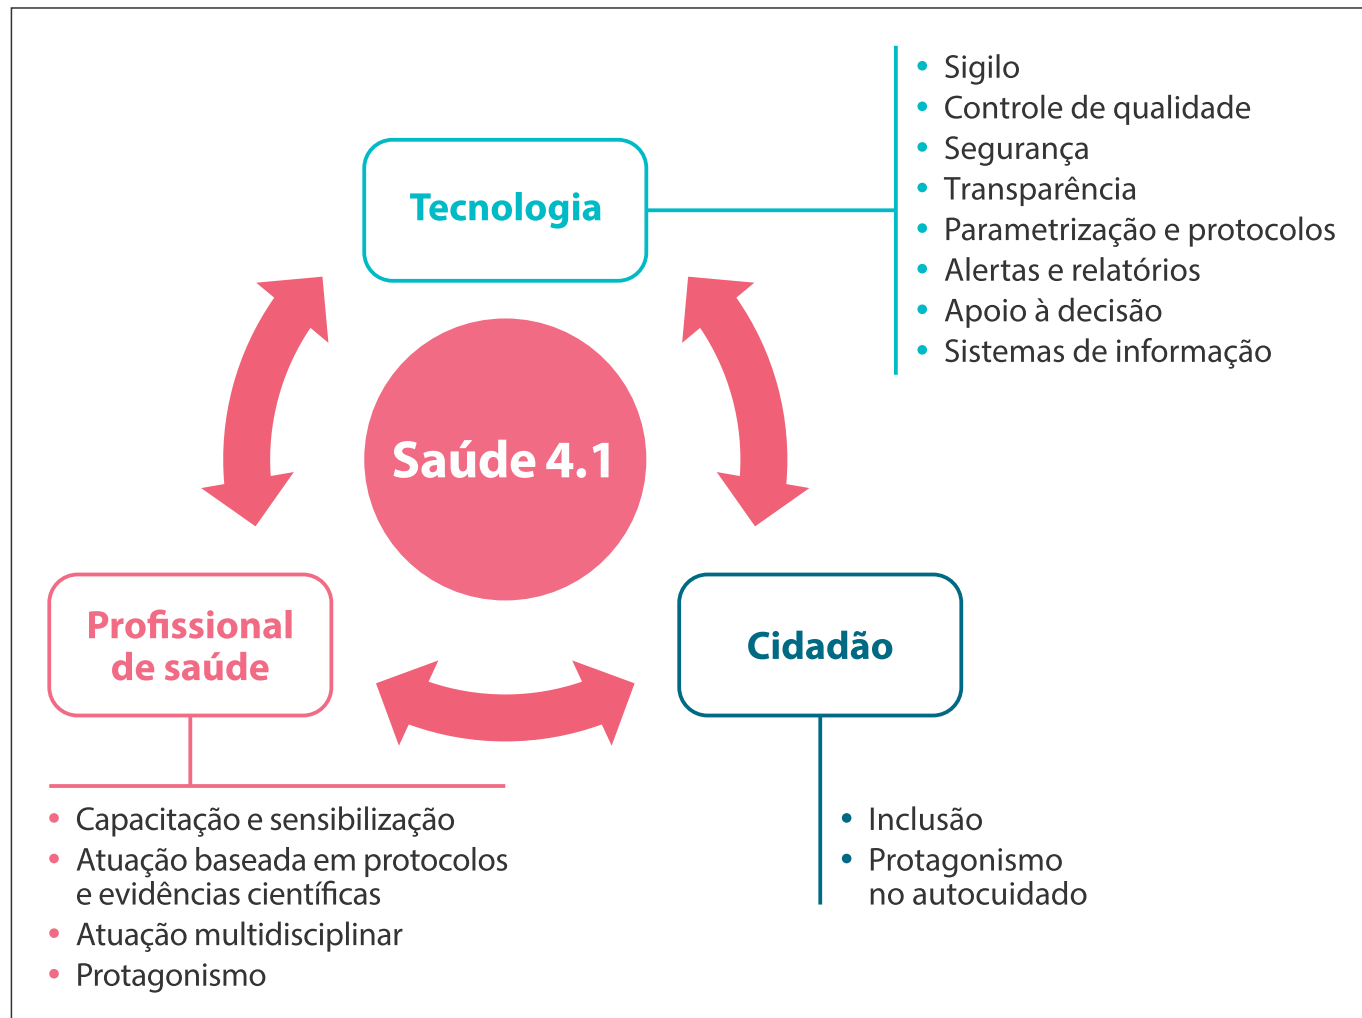 Sigilo
Controle de qualidade
Segurança
Transparência
Parametrização e protocolos
Alertas e relatórios
Apoio à decisão
Sistemas de informação
Tecnologia
Saúde 4.1
Profissional
de saúde
Cidadão
Capacitação e sensibilização
Atuação baseada em protocolos
e evidências científicas
Atuação multidisciplinar
Protagonismo
Inclusão
Protagonismo
no autocuidado